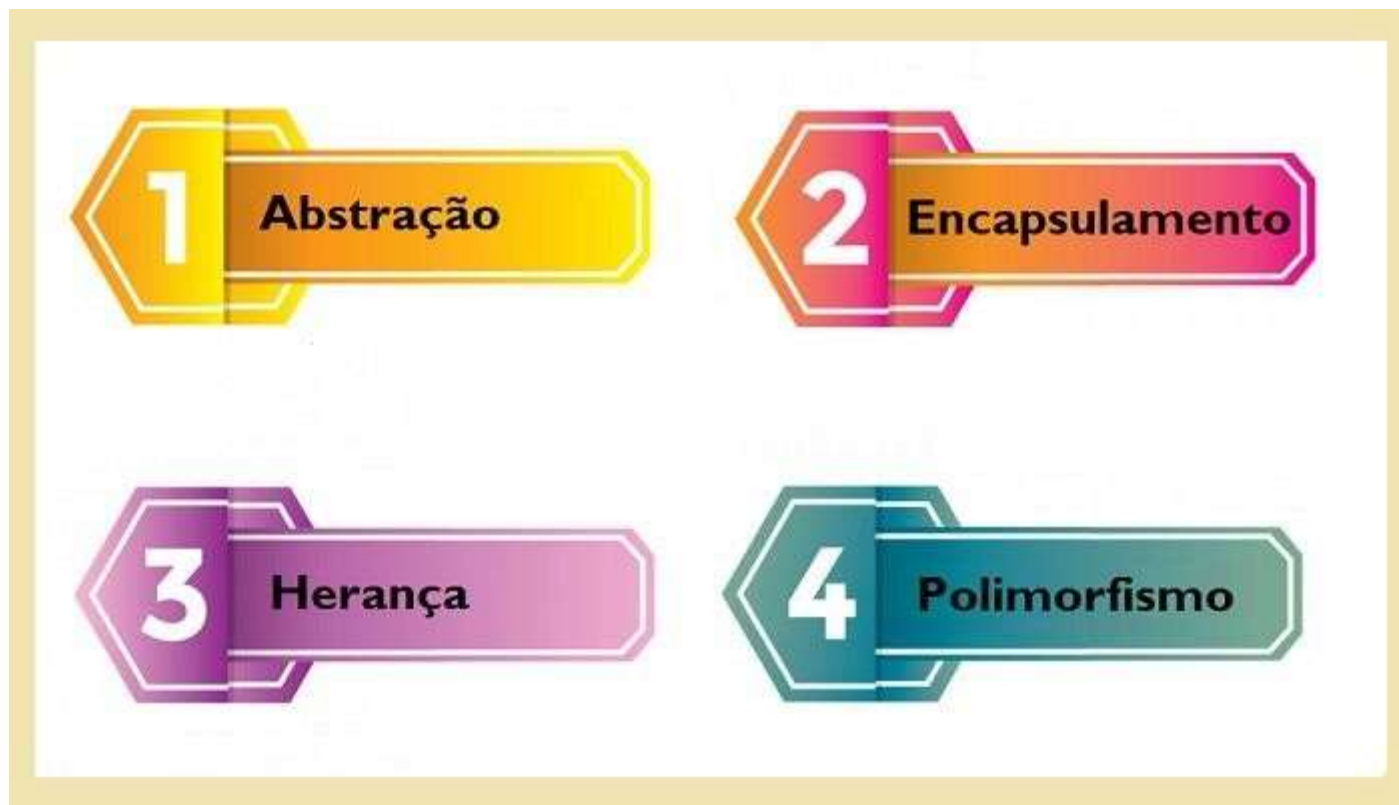 1 Abstração
2 Encapsulamento
3 Herança
4 Polimorfismo